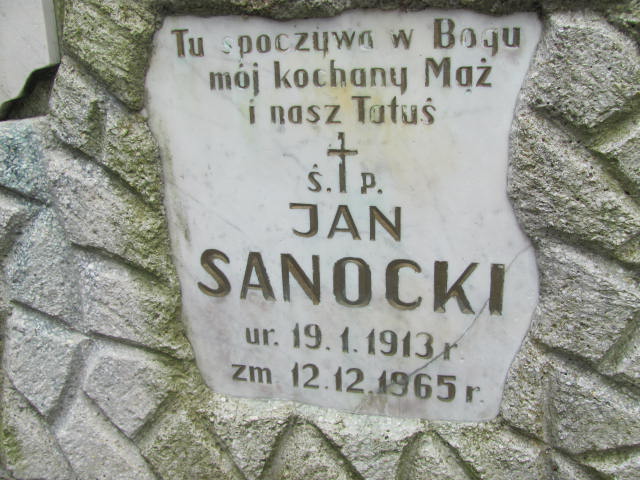 Tu spoczywa w Bogu
mój kochany Mąż
i nasz Tatuś
ś. p.
JAN
SANOCKI
ur. 19.1.1913 r.
zm. 12.12.1965 r.